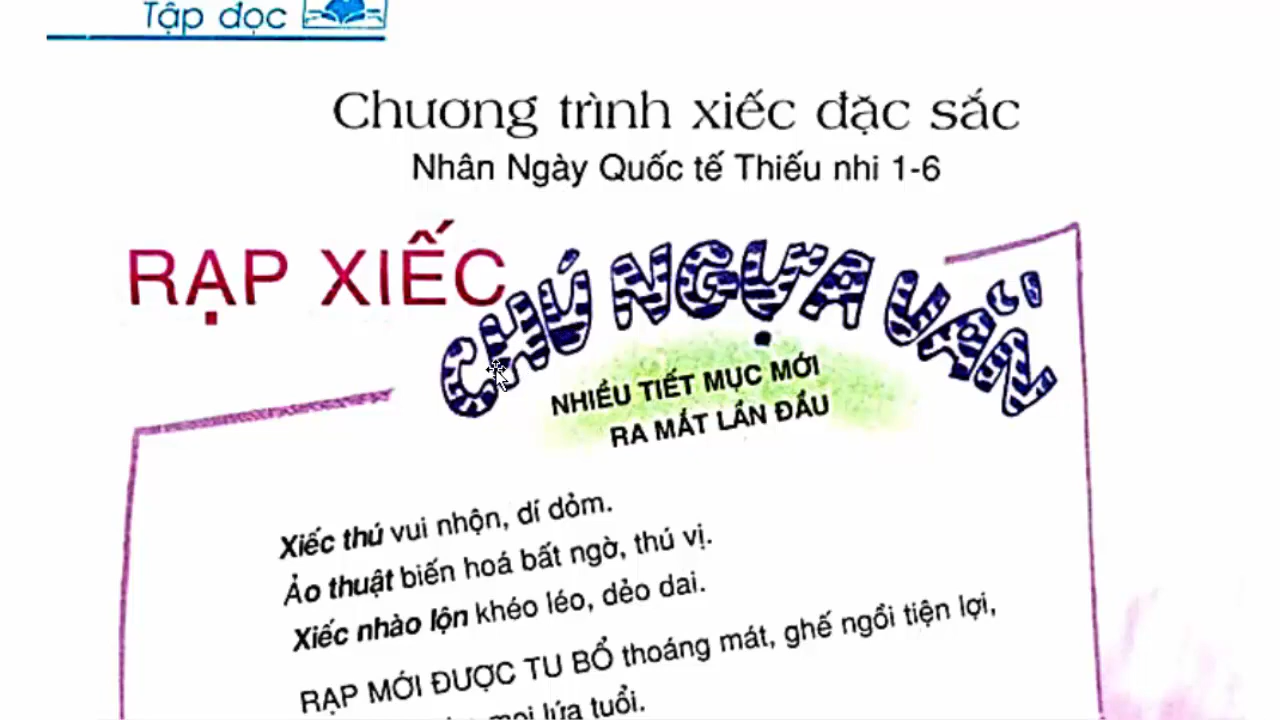 Tập đọc
Chương trình xiếc đặc sắc
Nhân Ngày Quốc tế Thiếu nhi 1-6
RẠP XIẾC
CHÚ NGỰA VẰN
NHIỀU TIẾT MỤC MỚI
RA MẮT LẦN ĐẦU
Xiếc thú vui nhộn, dí dỏm.
Ảo thuật biến hoá bất ngờ, thú vị.
Xiếc nhào lộn khéo léo, dẻo dai.
RẠP MỚI ĐƯỢC TU BỔ thoáng mát, ghế ngồi tiện lợi,
mọi lứa tuổi.